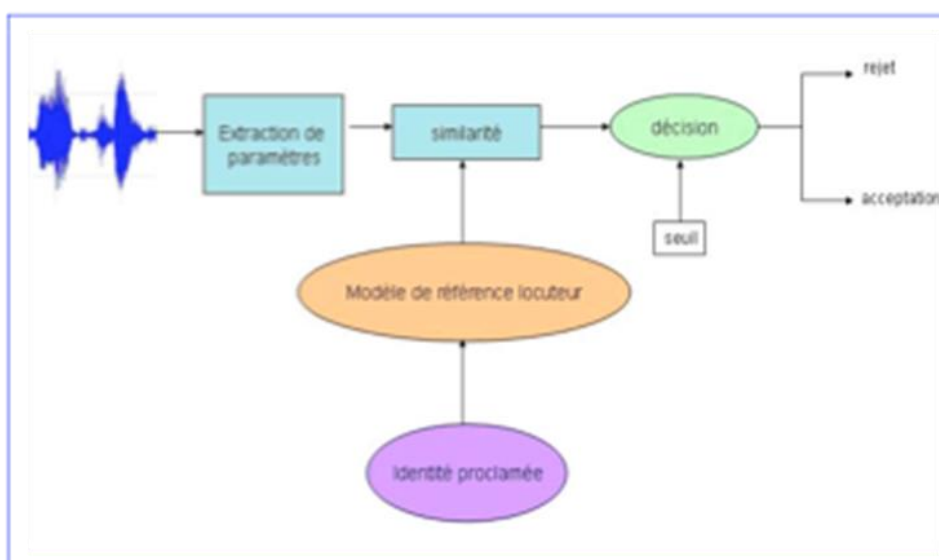 rejet
Extraction de
paramètres
similarité
décision
acceptation
seuil
Modèle de référence locuteur
Identité proclamée